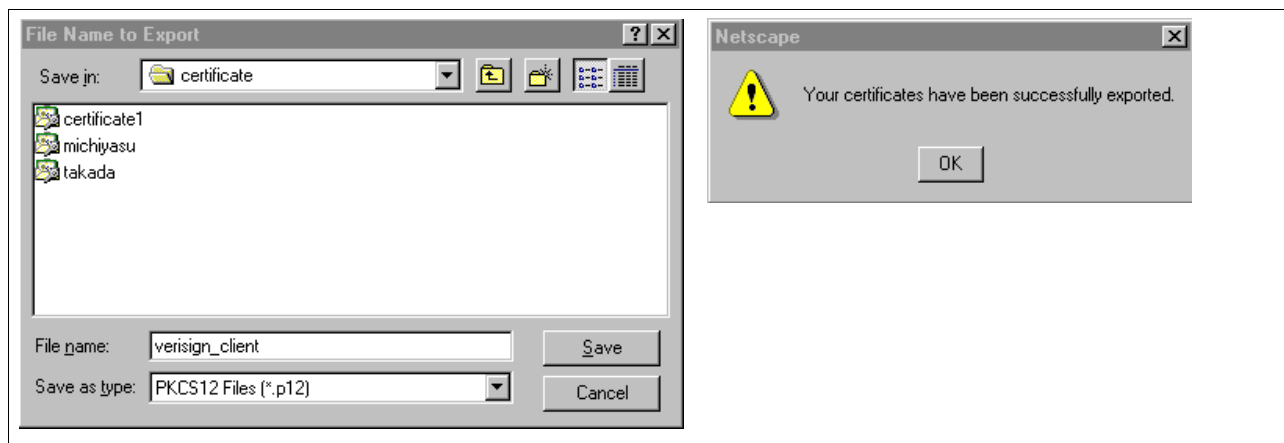 File Name to Export
Save in: certificate
certificate1
michiyasu
takada
File name: verisign_client Save
Save as type: PKCS12 Files (*.p12) Cancel
Netscape
Your certificates have been successfully exported.
OK